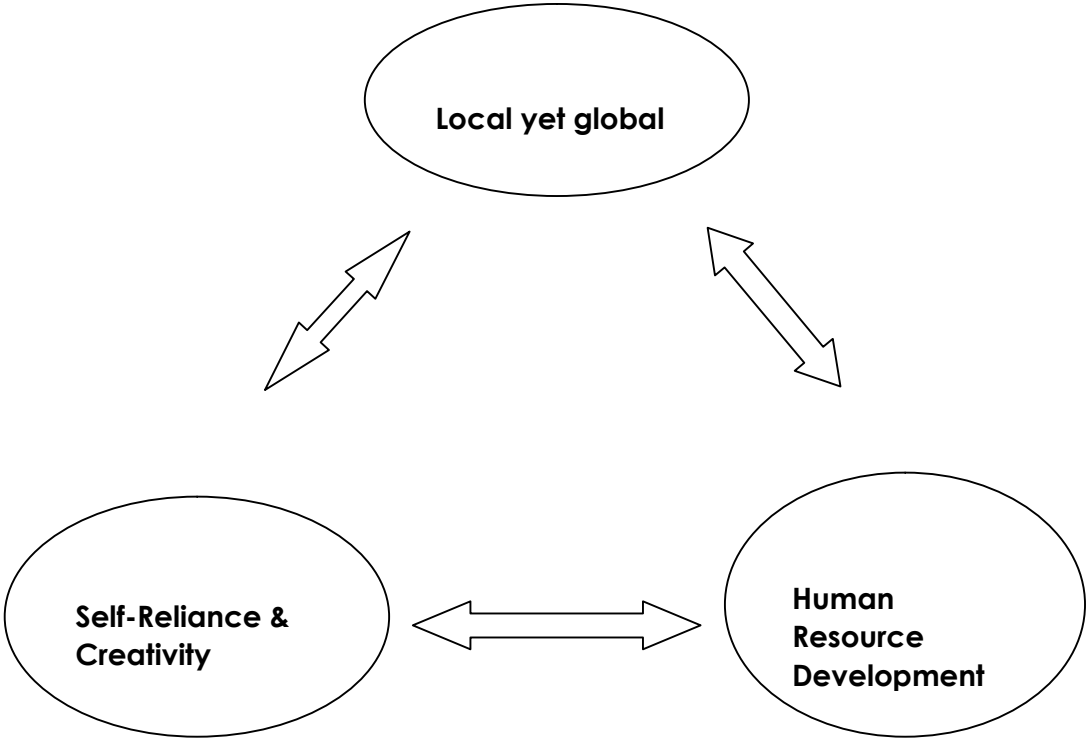 Local yet global
Self-Reliance &
Creativity
Human
Resource
Development